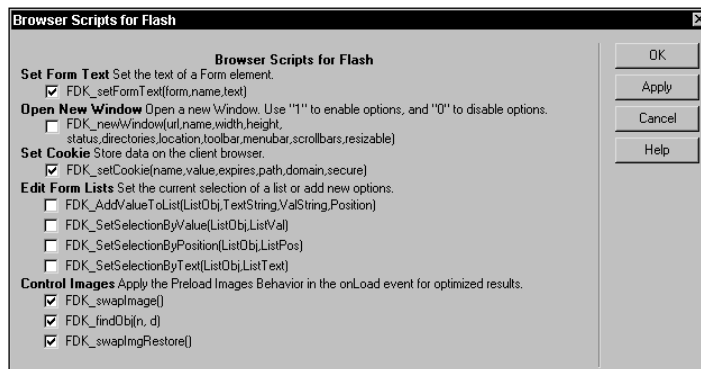 Browser Scripts for Flash
Browser Scripts for Flash
Set Form Text Set the text of a Form element.
FDK_setFormText(form,name,text)
Open New Window Open a new Window. Use "1" to enable options, and "0" to disable options.
FDK_newWindow(url,name,width,height,
status,directories,location,toolbar,menubar,scrollbars,resizable)
Set Cookie Store data on the client browser.
FDK_setCookie(name,value,expires,path,domain,secure)
Edit Form Lists Set the current selection of a list or add new options.
FDK_AddValueToList(ListObj,TextString,ValString,Position)
FDK_SetSelectionByValue(ListObj,ListVal)
FDK_SetSelectionByPosition(ListObj,ListPos)
FDK_SetSelectionByText(ListObj,ListText)
Control Images Apply the Preload Images Behavior in the onLoad event for optimized results.
FDK_swapImage()
FDK_findObj(n, d)
FDK_swapImgRestore()
OK
Apply
Cancel
Help